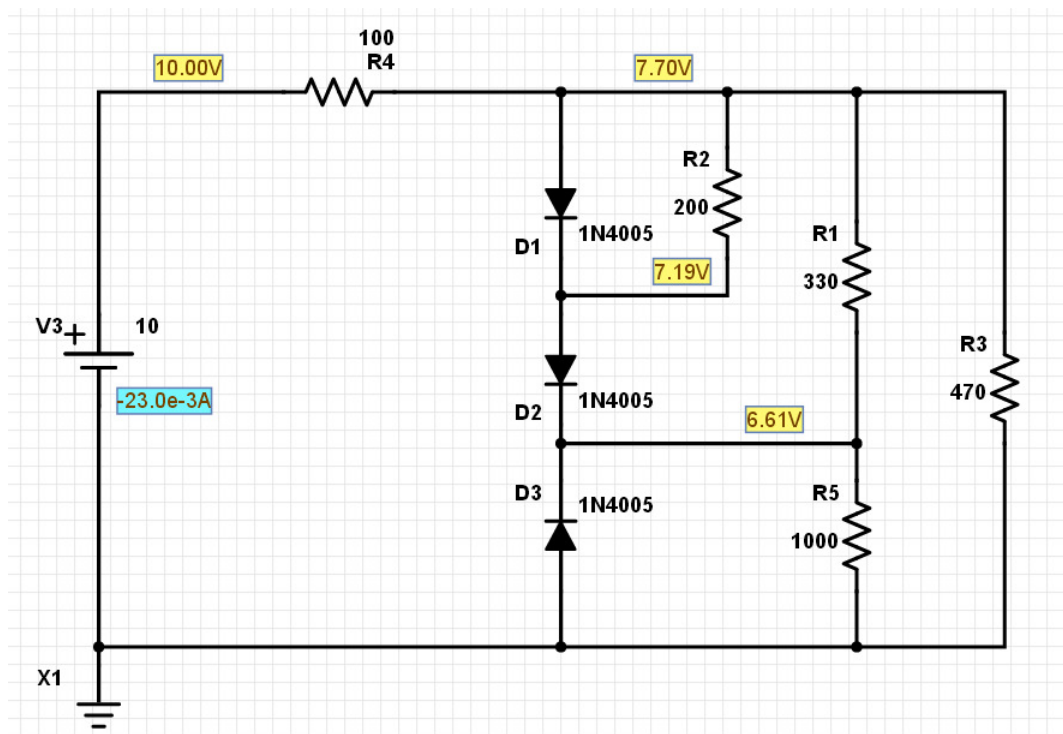 100
R4
10.00V
7.70V
R2
200
1N4005
D1
R1
330
7.19V
V3
+
10
R3
470
-23.0e-3A
1N4005
D2
6.61V
D3
1N4005
R5
1000
X1